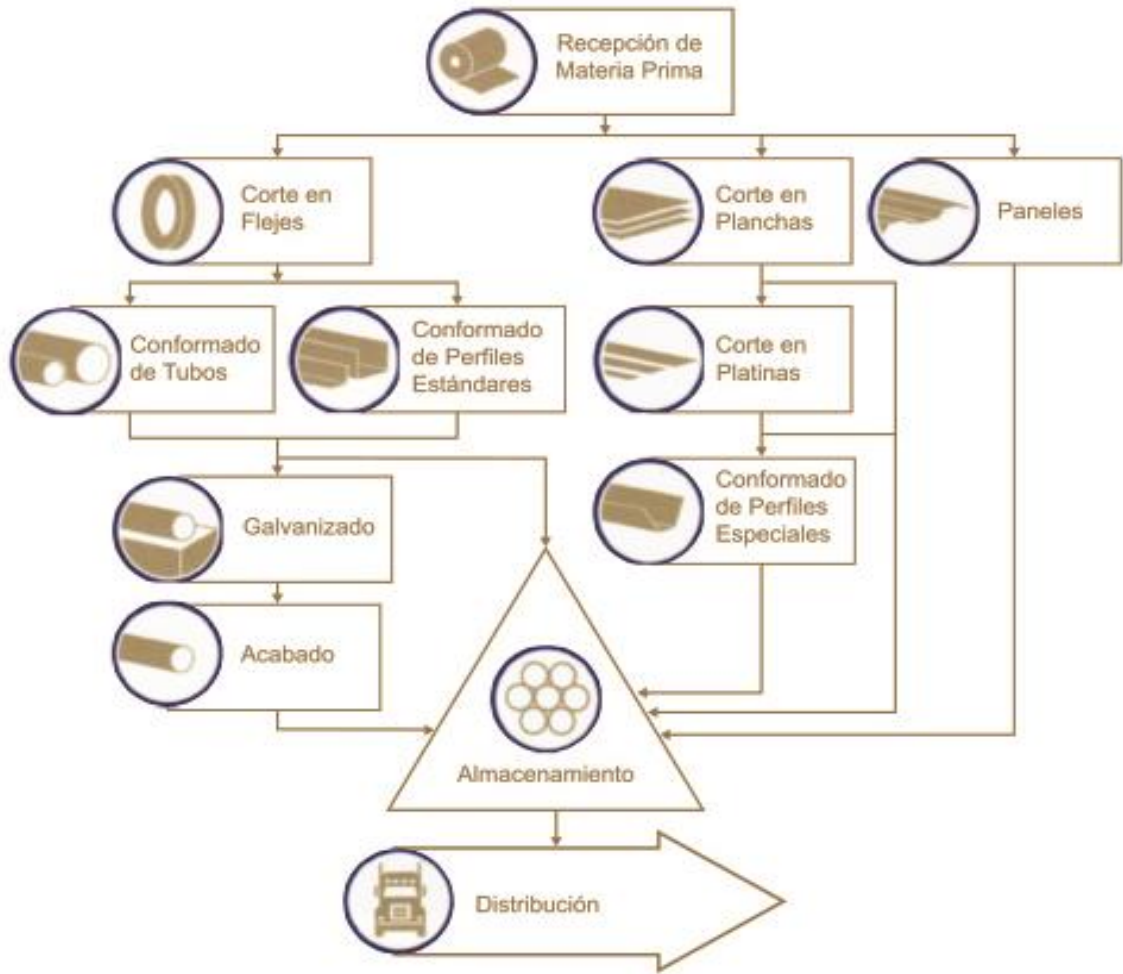 Recepción de
Materia Prima
Corte en
Flejes
Corte en
Planchas
Paneles
Conformado
de Tubos
Conformado
de Perfiles
Estándares
Corte en
Platinas
Galvanizado
Conformado
de Perfiles
Especiales
Acabado
Almacenamiento
Distribución